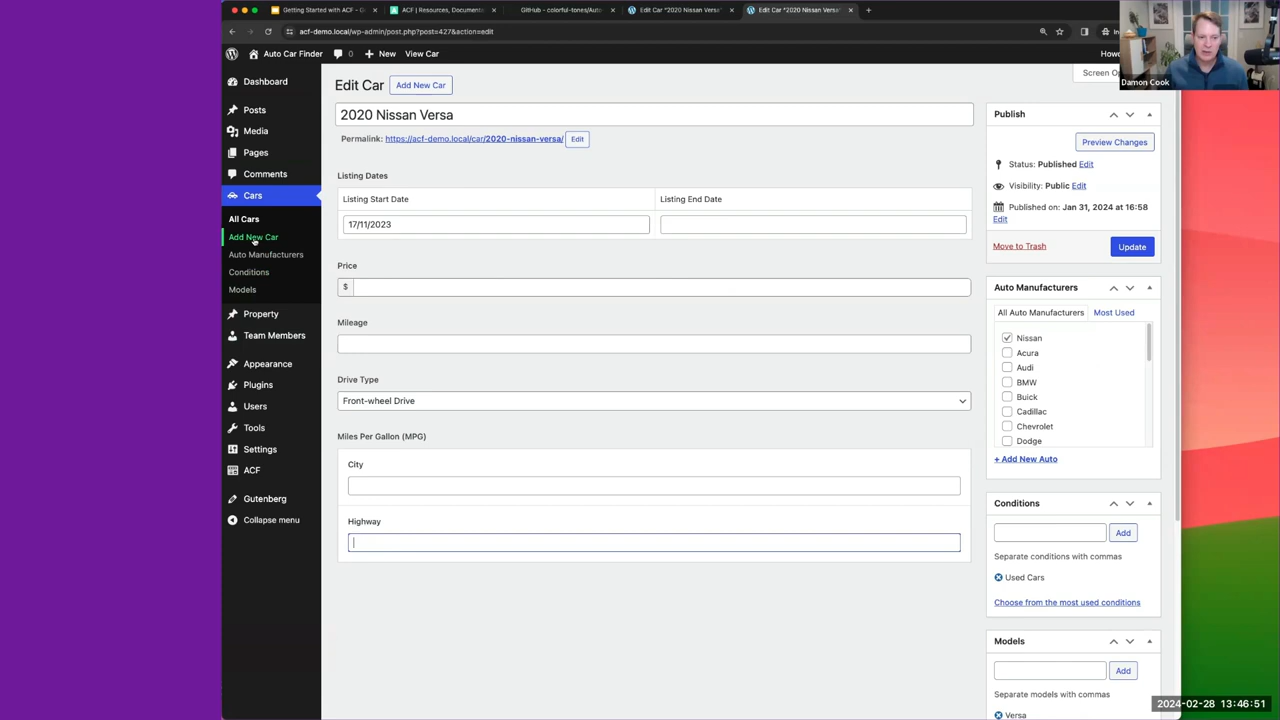 Getting Started with ACF - G
ACF | Resources, Document
GitHub - colorful-tones/Auto
Edit Car "2020 Nissan Versa"
Edit Car "2020 Nissan Versa"
acf-demo.local/wp-admin/post.php?post=427&action=edit
Auto Car Finder
0
New
View Car
How
Damon Cook
Dashboard
Posts
Media
Pages
Comments
Cars
All Cars
Add New Car
Auto Manufacturers
Conditions
Models
Property
Team Members
Appearance
Plugins
Users
Tools
Settings
ACF
Gutenberg
Collapse menu
Edit Car
Add New Car
Screen Op
2020 Nissan Versa
Permalink: https://acf-demo.local/car/2020-nissan-versa/ Edit
Listing Dates
Listing Start Date
Listing End Date
17/11/2023
Price
$
Mileage
Drive Type
Front-wheel Drive
Miles Per Gallon (MPG)
City
Highway
Publish
Preview Changes
Status: Published Edit
Visibility: Public Edit
Published on: Jan 31, 2024 at 16:58
Edit
Move to Trash
Update
Auto Manufacturers
All Auto Manufacturers
Most Used
Nissan
Acura
Audi
BMW
Buick
Cadillac
Chevrolet
Dodge
+ Add New Auto
Conditions
Add
Separate conditions with commas
Used Cars
Choose from the most used conditions
Models
Add
Separate models with commas
Versa
2024-02-28 13:46:51